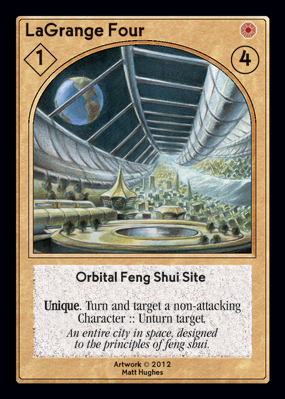 LaGrange Four
1
4
Orbital Feng Shui Site
Unique. Turn and target a non-attacking
Character :: Unturn target.
An entire city in space, designed
to the principles of feng shui.
Artwork © 2012
Matt Hughes